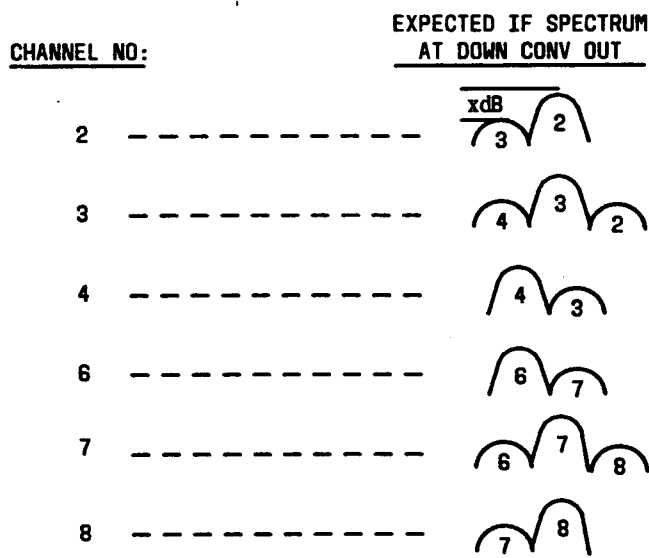 EXPECTED IF SPECTRUM
CHANNEL NO: AT DOWN CONV OUT
xdB
2 3 2
3 4 3 2
4 4 3
6 6 7
7 6 7 8
8 7 8